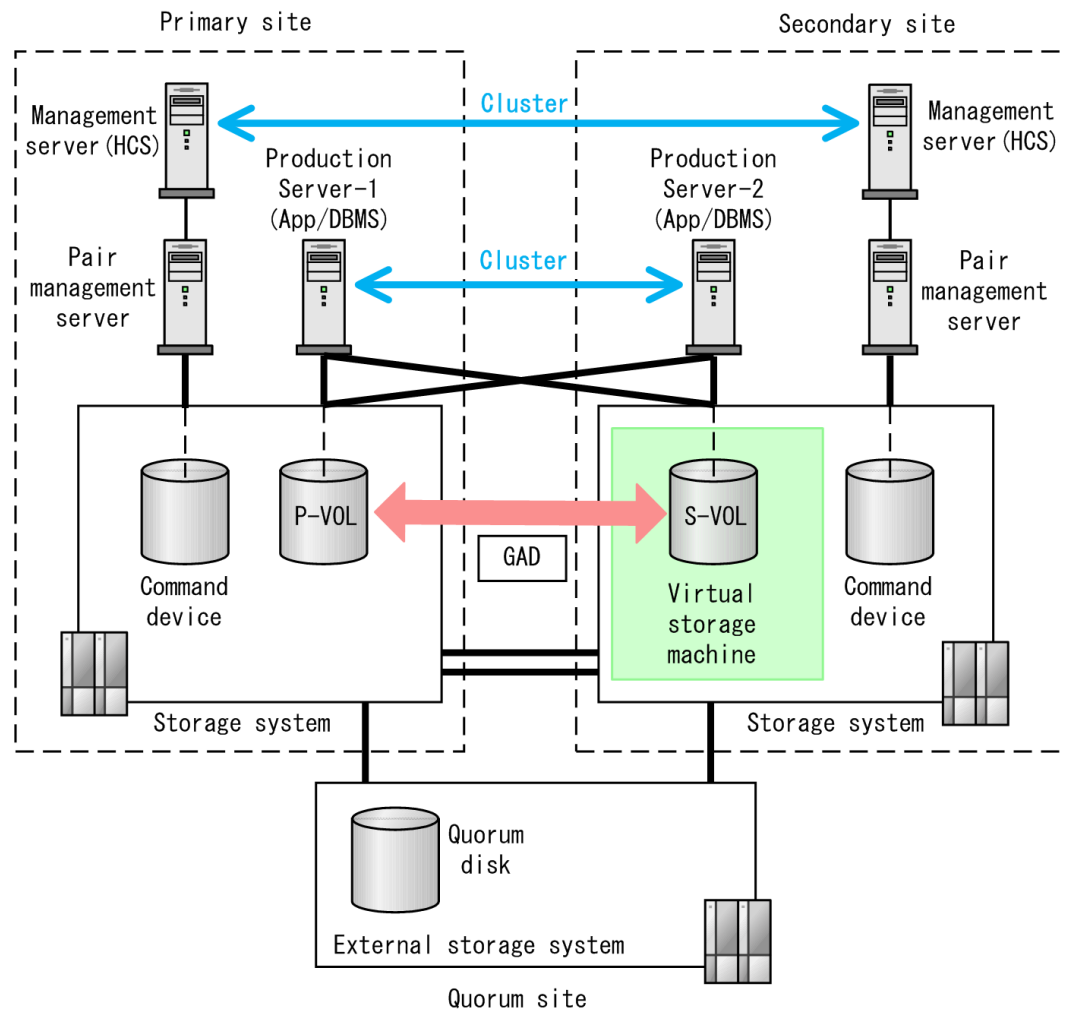 Primary site
Secondary site
Management
server(HCS)
Cluster
Management
server(HCS)
Production
Server-1
(App/DBMS)
Production
Server-2
(App/DBMS)
Pair
management
server
Cluster
Pair
management
server
P-VOL
S-VOL
GAD
Command
device
Virtual
storage
machine
Command
device
Storage system
Storage system
Quorum
disk
External storage system
Quorum site